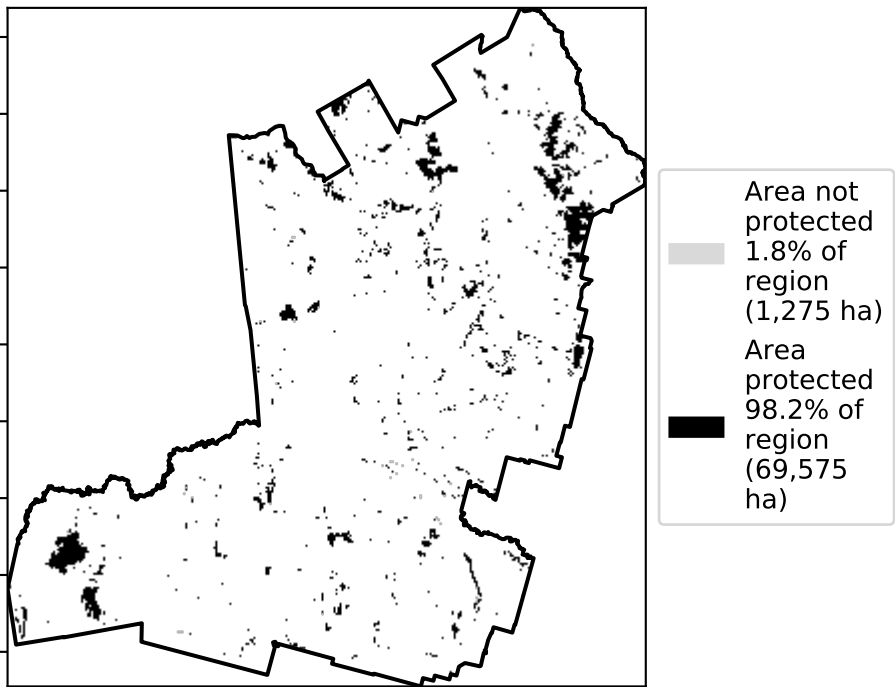 Area not
protected
1.8% of
region
(1,275 ha)
Area
protected
98.2% of
region
(69,575
ha)